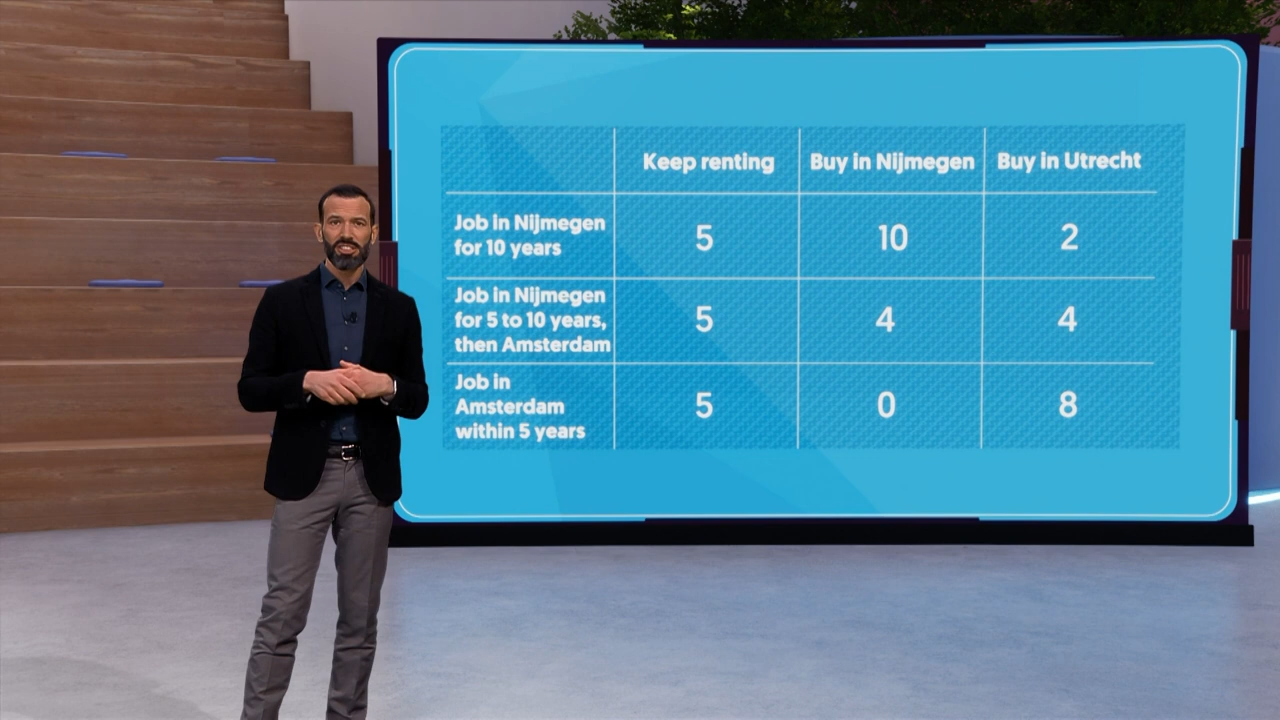 Keep renting Buy in Nijmegen Buy in Utrecht
Job in Nijmegen
for 10 years
5 10 2
Job in Nijmegen
for 5 to 10 years,
then Amsterdam
5 4 4
Job in
Amsterdam
within 5 years
5 0 8